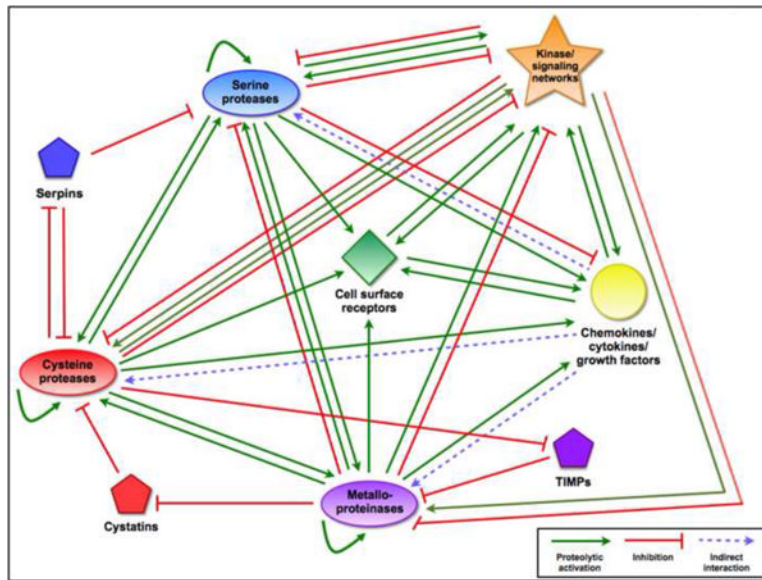 Kinase/
signaling
networks
Serine
proteases
Serpins
Cell surface
receptors
Chemokines/
cytokines/
growth factors
Cysteine
proteases
TIMPs
Metallo-
proteinases
Cystatins
Proteolytic
activation
Inhibition
Indirect
interaction